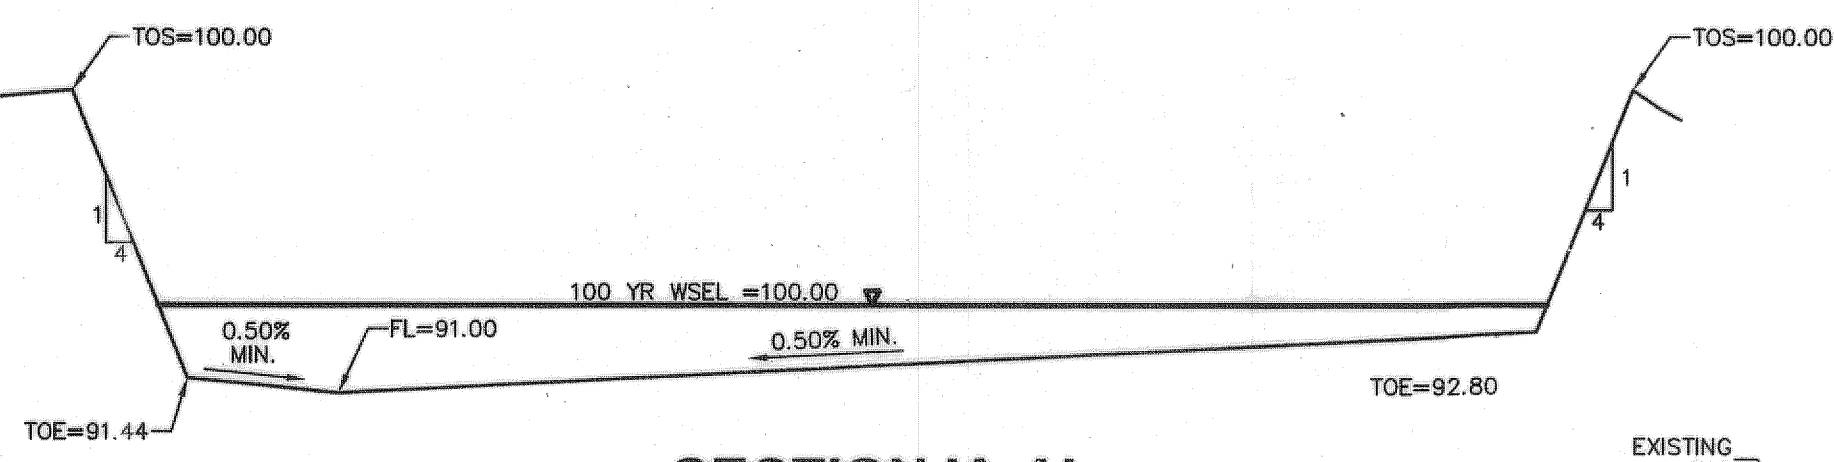 TOS=100.00
TOS=100.00
1
4
1
4
100 YR WSEL =100.00
0.50%
MIN.
FL=91.00
0.50% MIN.
TOE=92.80
TOE=91.44
EXISTING